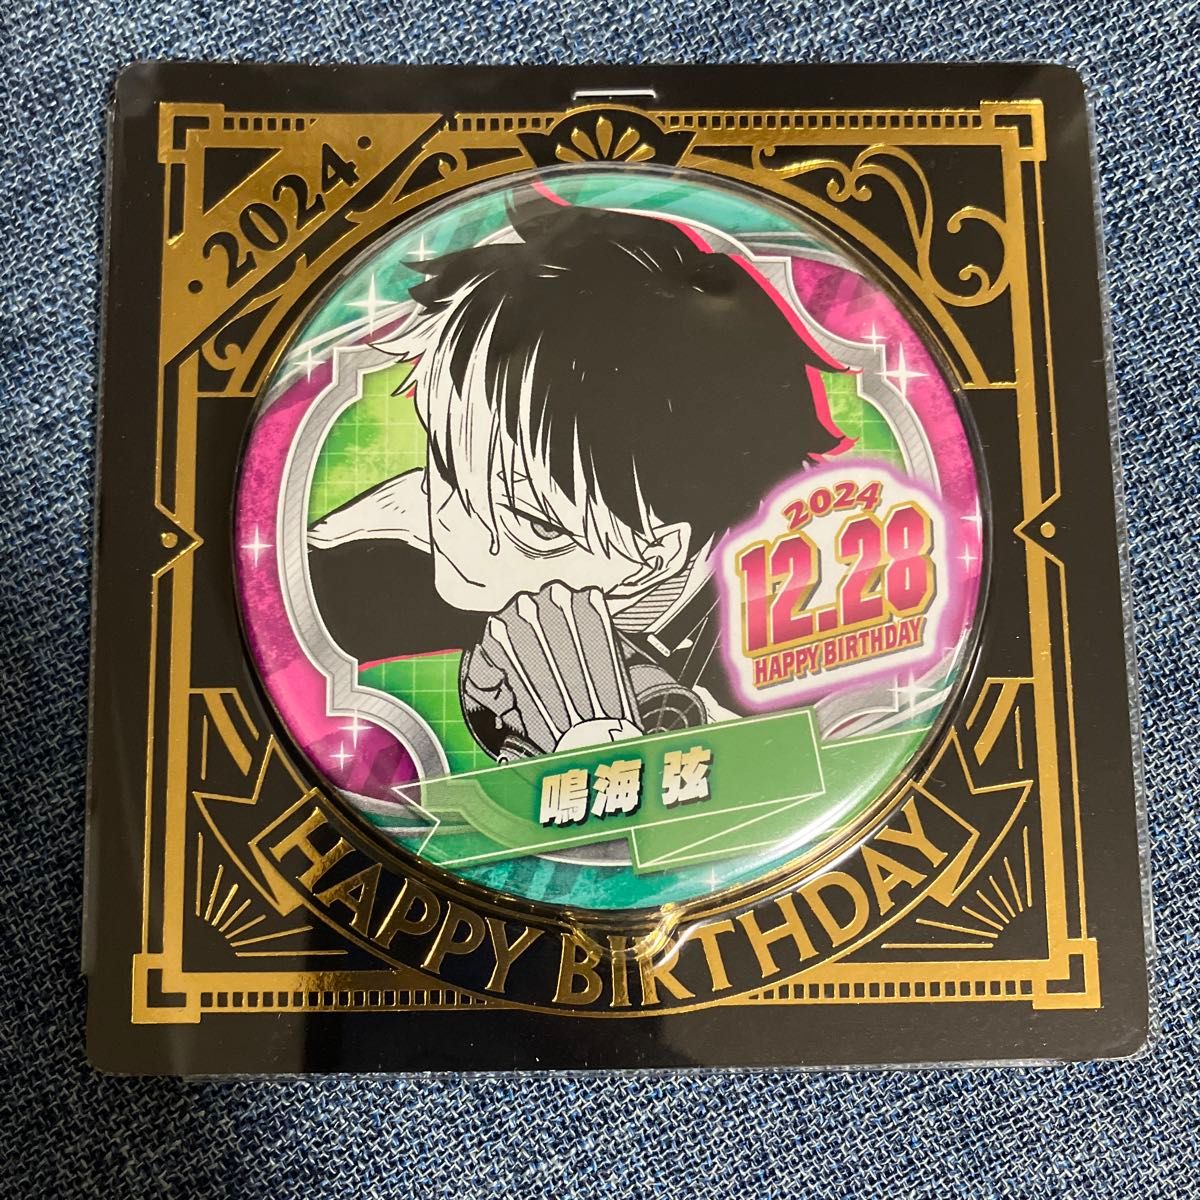 ·2024·
2024
12.28
HAPPY BIRTHDAY
鳴海 弦
HAPPY BIRTHDAY